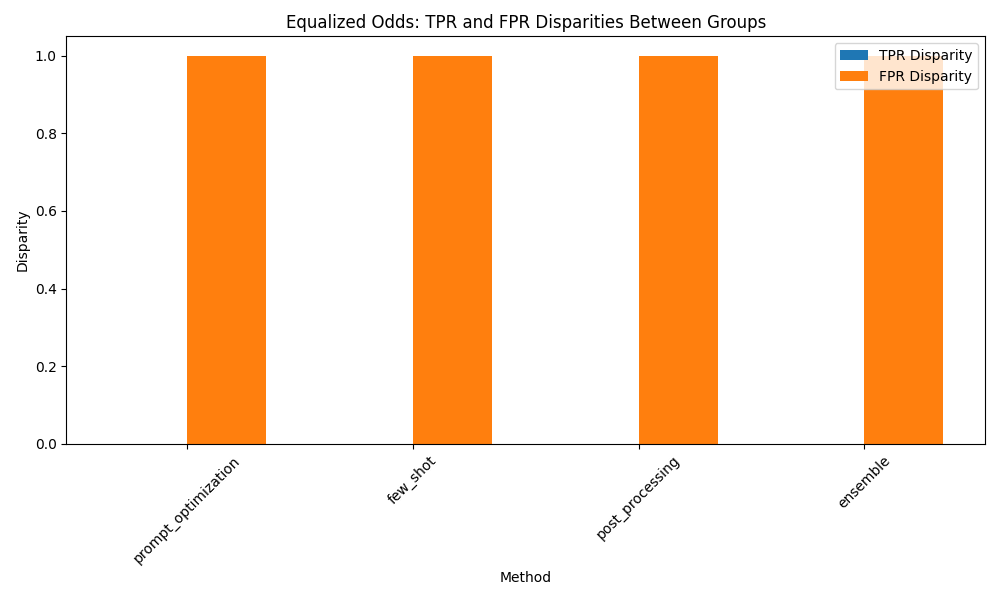 Equalized Odds: TPR and FPR Disparities Between Groups
TPR Disparity
FPR Disparity
Disparity
1.0
0.8
0.6
0.4
0.2
0.0
prompt_optimization
few_shot
post_processing
ensemble
Method